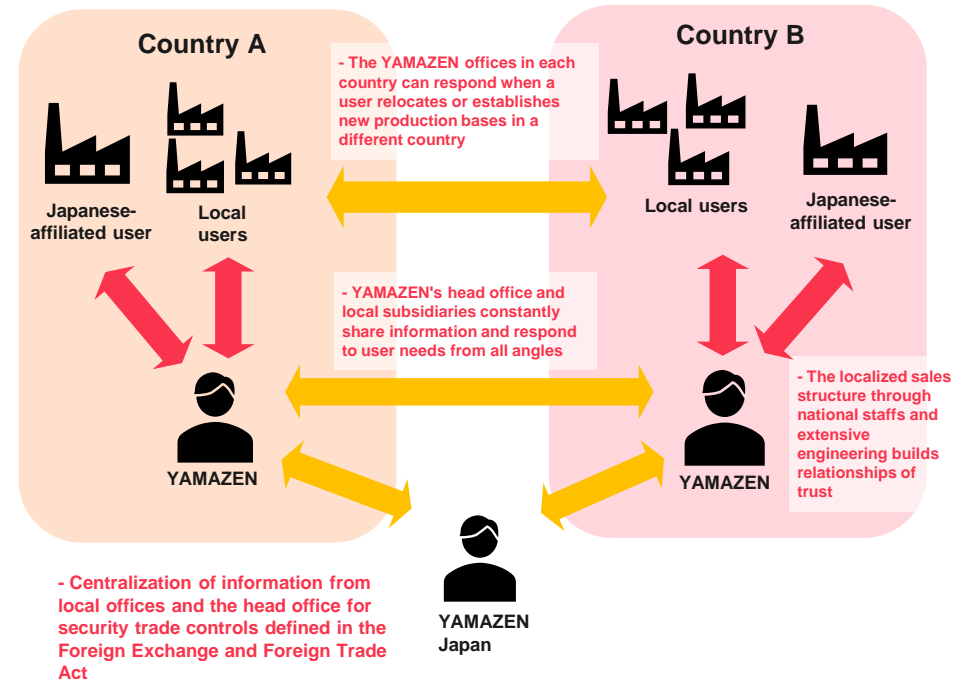 Country A
Country B
- The YAMAZEN offices in each
country can respond when a
user relocates or establishes
new production bases in a
different country
Japanese-
affiliated user
Local
users
Local users
Japanese-
affiliated user
- YAMAZEN's head office and
local subsidiaries constantly
share information and respond
to user needs from all angles
- The localized sales
structure through
national staffs and
extensive
engineering builds
relationships of
trust
YAMAZEN
YAMAZEN
- Centralization of information from
local offices and the head office for
security trade controls defined in the
Foreign Exchange and Foreign Trade
Act
YAMAZEN
Japan